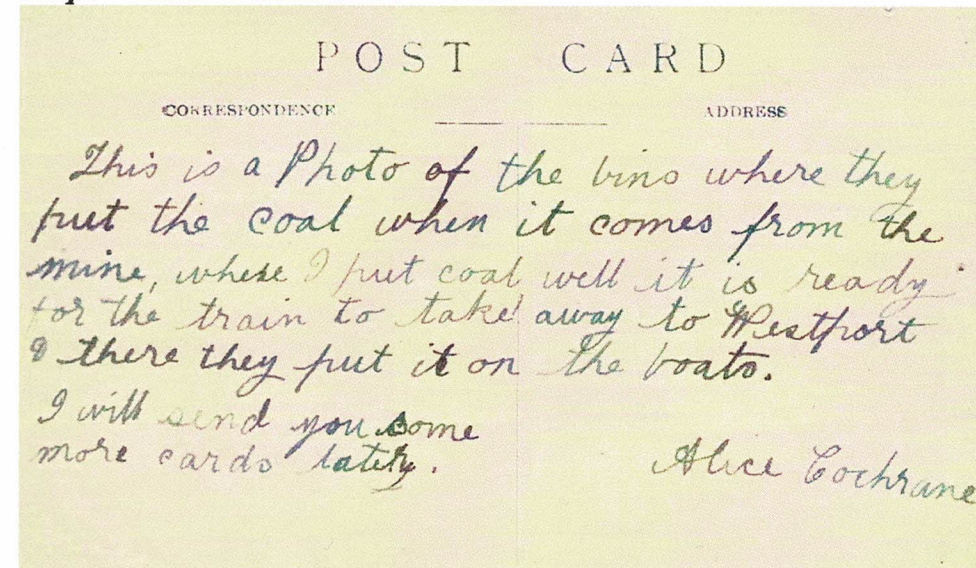 POST CARD
CORRESPONDENCE
ADDRESS
This is a Photo of the bins where they
put the coal when it comes from the
mine, where I put coal well it is ready
for the train to take away to Westport
& there they put it on the boats.
I will send you some
more cards later.
Alice Cochrane